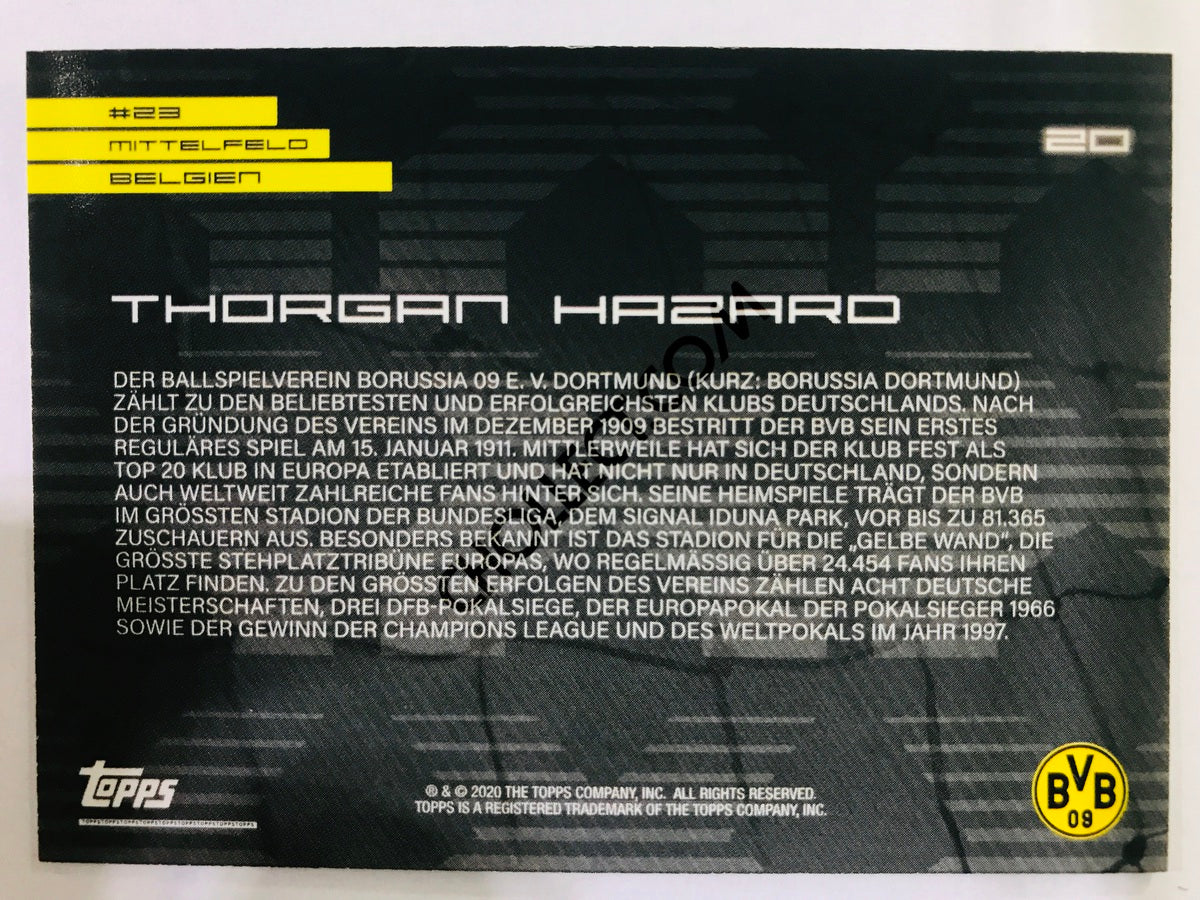 #23
MITTELFELD
BELGIEN
20
THORGAN HAZARD
DER BALLSPIELVEREIN BORUSSIA 09 E. V. DORTMUND (KURZ: BORUSSIA DORTMUND)
ZÄHLT ZU DEN BELIEBTESTEN UND ERFOLGREICHSTEN KLUBS DEUTSCHLANDS. NACH
DER GRÜNDUNG DES VEREINS IM DEZEMBER 1909 BESTRITT DER BVB SEIN ERSTES
REGULÄRES SPIEL AM 15. JANUAR 1911. MITTLERWEILE HAT SICH DER KLUB FEST ALS
TOP 20 KLUB IN EUROPA ETABLIERT UND HAT NICHT NUR IN DEUTSCHLAND, SONDERN
AUCH WELTWEIT ZAHLREICHE FANS HINTER SICH. SEINE HEIMSPIELE TRÄGT DER BVB
IM GRÖSSTEN STADION DER BUNDESLIGA, DEM SIGNAL IDUNA PARK, VOR BIS ZU 81.365
ZUSCHAUERN AUS. BESONDERS BEKANNT IST DAS STADION FÜR DIE „GELBE WAND“, DIE
GRÖSSTE STEHPLATZTRIBÜNE EUROPAS, WO REGELMÄSSIG ÜBER 24.454 FANS IHREN
PLATZ FINDEN. ZU DEN GRÖSSTEN ERFOLGEN DES VEREINS ZÄHLEN ACHT DEUTSCHE
MEISTERSCHAFTEN, DREI DFB-POKALSIEGE, DER EUROPAPOKAL DER POKALSIEGER 1966
SOWIE DER GEWINN DER CHAMPIONS LEAGUE UND DES WELTPOKALS IM JAHR 1997.
TOPPS
TOPPSTOPPSTOPPSTOPPSTOPPSTOPPSTOPPSTOPPS
® & © 2020 THE TOPPS COMPANY, INC. ALL RIGHTS RESERVED.
TOPPS IS A REGISTERED TRADEMARK OF THE TOPPS COMPANY, INC.
BVB
09